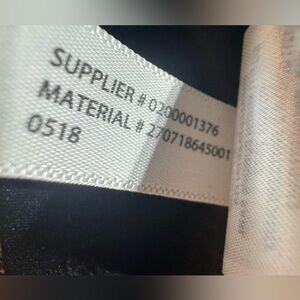 SUPPLIER # 0200001376
MATERIAL # 270718645001
0518